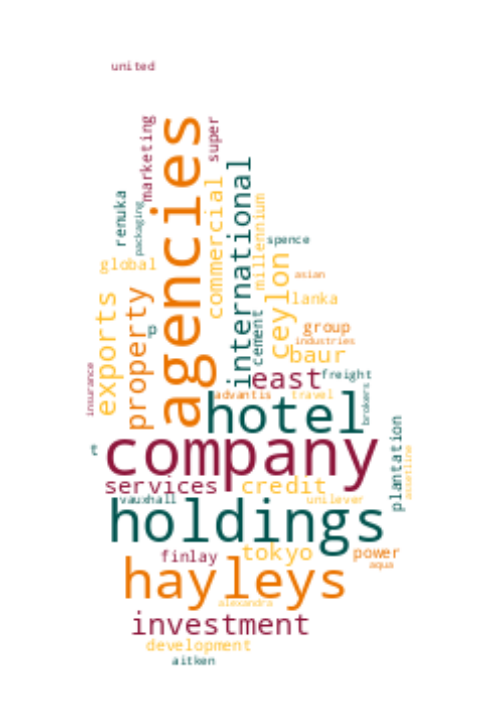 united
marketing
agencies
super
renuka
packaging
commercial
international
millennium
spence
global
ceylon
asian
exports
property
lanka
cement
group
industries
baur
insurance
east
freight
advantis
travel
brokers
hotel
plantation
company
assetline
services
credit
vauxhall
unilever
holdings
finlay
tokyo
power
aqua
hayleys
alexandra
investment
development
aitken